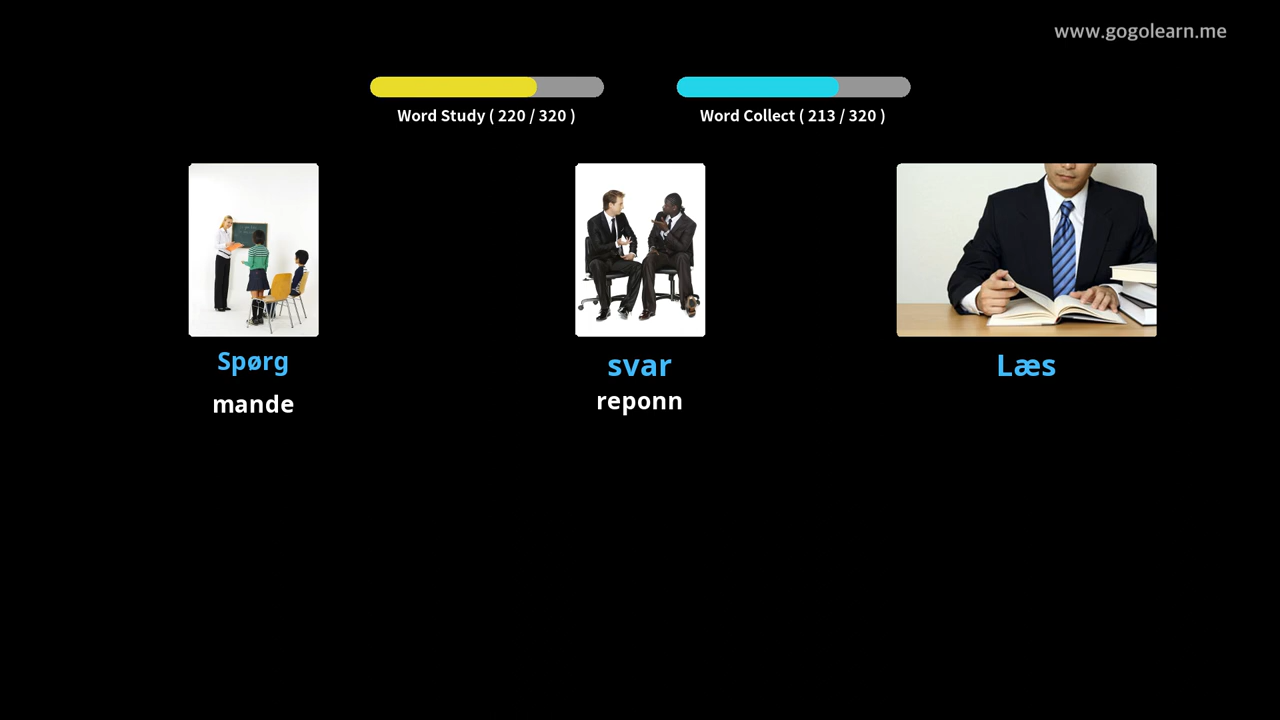 www.gogolearn.me
Word Study ( 220 / 320 )
Word Collect ( 213 / 320 )
Spørg
svar
Læs
mande
reponn